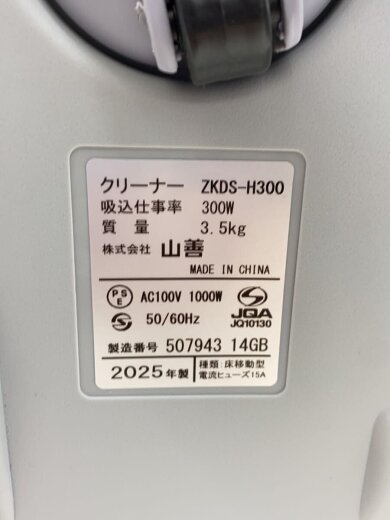 クリーナー ZKDS-H300
吸込仕事率 300W
質量 3.5kg
株式会社 山善
MADE IN CHINA
PSE AC100V 1000W
50/60Hz
JQA
JQ10130
製造番号 507943 14GB
2025年製
種類:床移動型
電流ヒューズ15A